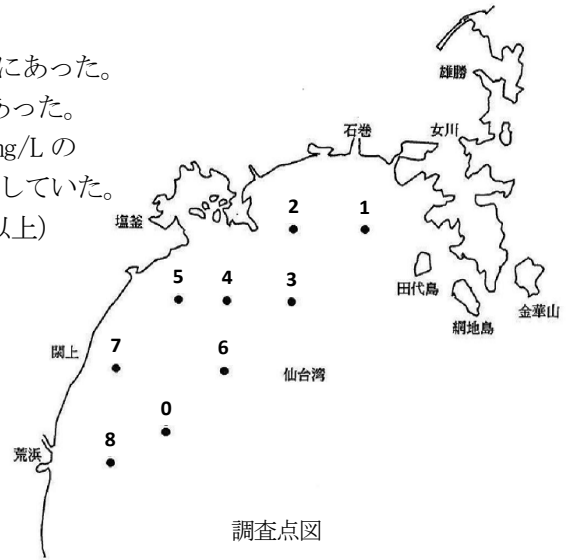 にあった。
あった。
mg/L の
していた。
以上)
雄勝
石巻
女川
塩釜
2
1
5
4
3
田代島
網地島
金華山
閖上
7
6
仙台湾
0
荒浜
8
調査点図